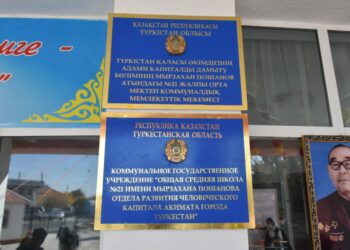 ізге -
"
ҚАЗАҚСТАН РЕСПУБЛИКАСЫ
ТҮРКІСТАН ОБЛЫСЫ
ТҮРКІСТАН ҚАЛАСЫ ӘКІМДІГІНІҢ
АДАМИ КАПИТАЛДЫ ДАМЫТУ
БӨЛІМІНІҢ МЫРЗАХАН ПОШАНОВ
АТЫНДАҒЫ №21 ЖАЛПЫ ОРТА
МЕКТЕП КОММУНАЛДЫҚ
МЕМЛЕКЕТТІК МЕКЕМЕСІ
РЕСПУБЛИКА КАЗАХСТАН
ТУРКЕСТАНСКАЯ ОБЛАСТЬ
КОММУНАЛЬНОЕ ГОСУДАРСТВЕННОЕ
УЧРЕЖДЕНИЕ "ОБЩАЯ СРЕДНЯЯ ШКОЛА
№21 ИМЕНИ МЫРЗАХАНА ПОШАНОВА
ОТДЕЛА РАЗВИТИЯ ЧЕЛОВЕЧЕСКОГО
КАПИТАЛА АКИМАТА ГОРОДА
ТУРКЕСТАН"